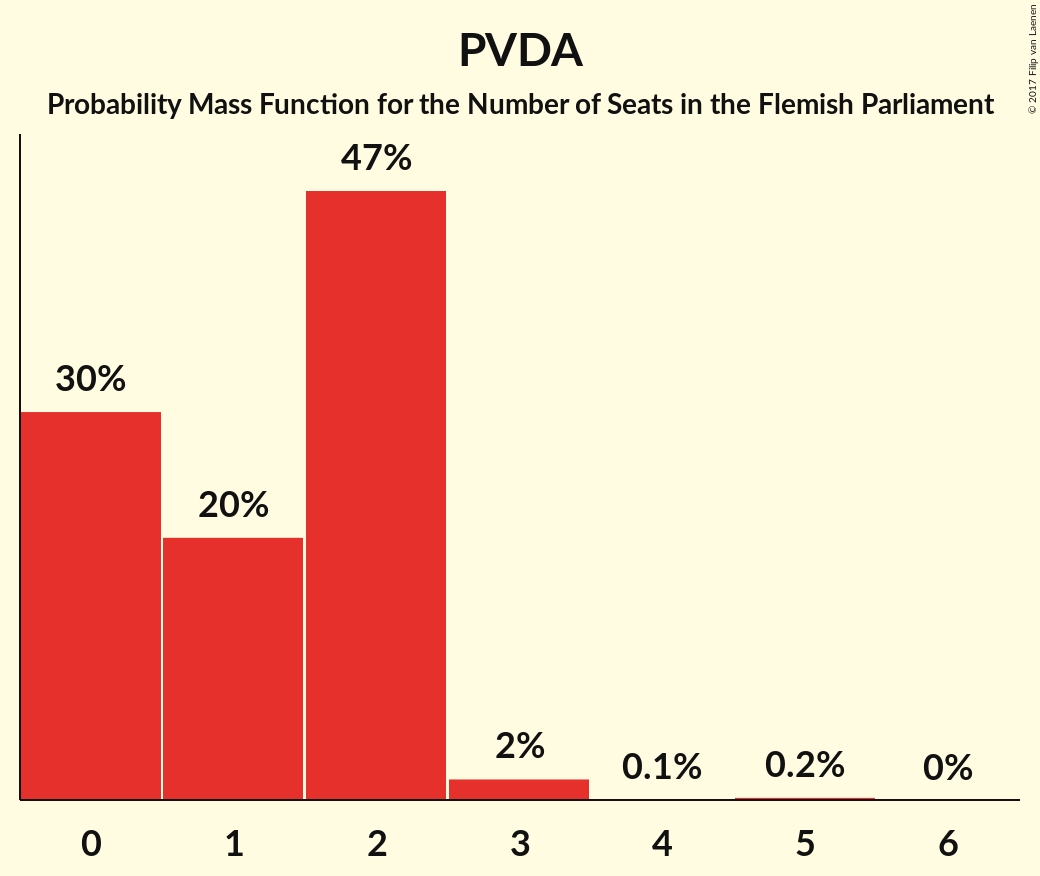 PVDA
Probability Mass Function for the Number of Seats in the Flemish Parliament
© 2017 Filip van Laenen
47%
30%
20%
2%
0.1%
0.2%
0%
0 1 2 3 4 5 6